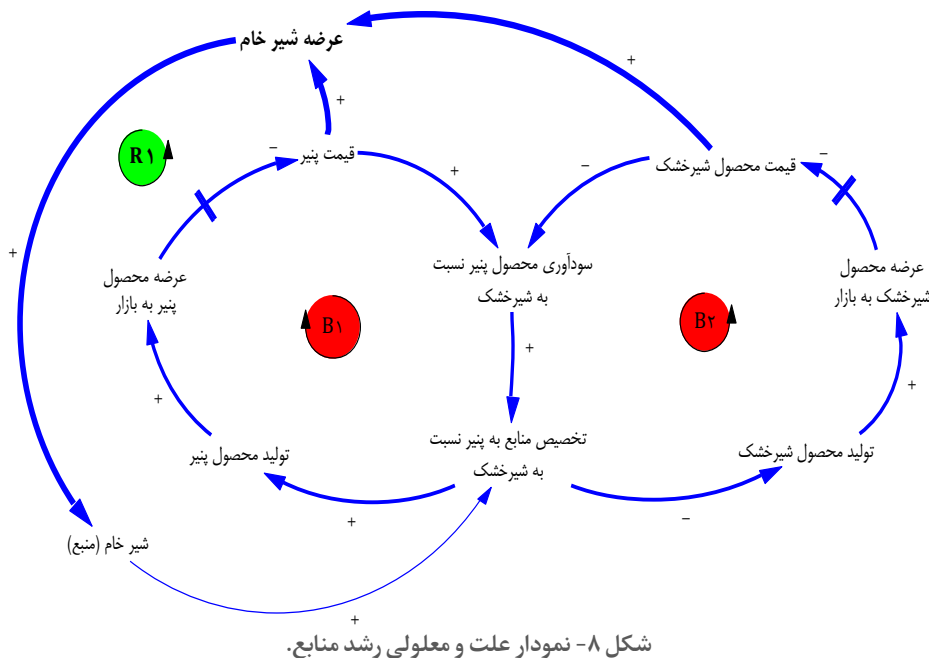 عرضه شیر خام
+
+
R۱
−
قیمت پنیر
+
−
قیمت محصول شیرخشک
−
+
عرضه محصول
پنیر به بازار
سودآوری محصول پنیر نسبت
به شیرخشک
عرضه محصول
شیرخشک به بازار
B۱
B۲
+
+
+
تولید محصول پنیر
تخصیص منابع به پنیر نسبت
به شیرخشک
تولید محصول شیرخشک
+
−
شیر خام (منبع)
+
شکل ۸- نمودار علت و معلولی رشد منابع.